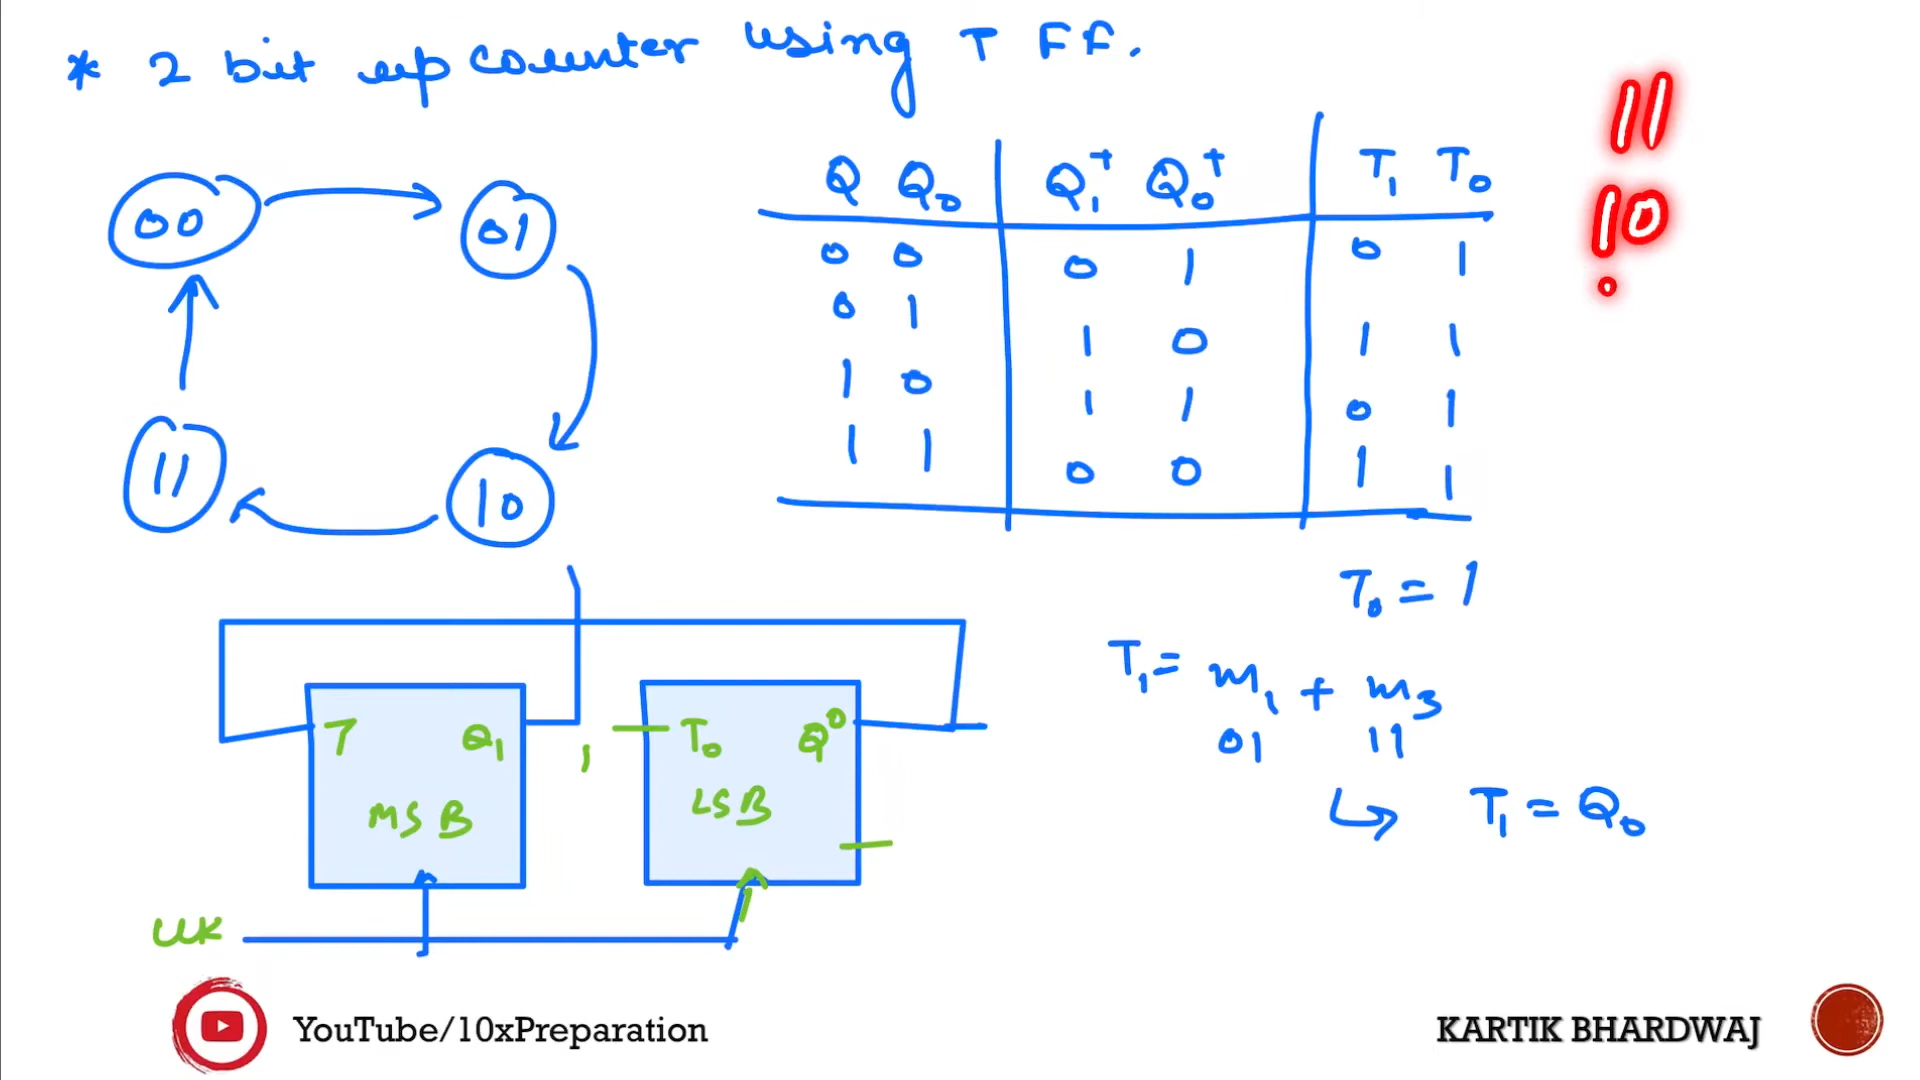 * 2 bit up counter using T FF.
00 01
11 10
Q Q0 Q1+ Q0+ T1 T0
0 0 0 1 0 1
0 1 1 0 1 1
1 0 1 1 0 1
1 1 0 0 1 1
11
10
T0 = 1
T1 = m1 + m3
01 11
↳ T1 = Q0
T Q1 1 T0 Q0
MSB LSB
clk
YouTube/10xPreparation
KARTIK BHARDWAJ